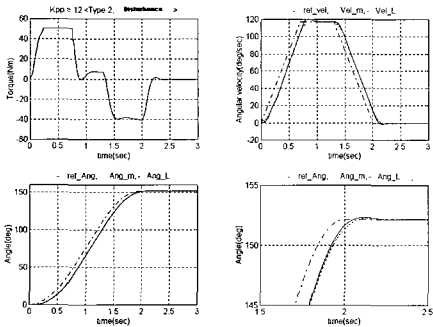 Kpp = 12 <Type 2, Disturbance >
- ref_vel, Vel_m, - Vel_L
Torque(Nm)
60
40
20
0
-20
-40
-60
0 0.5 1 1.5 2 2.5 3
time(sec)
Angular velocity(deg/sec)
120
100
80
60
40
20
0
-20
0 0.5 1 1.5 2 2.5 3
time(sec)
- ref_Ang, Ang_m, - Ang_L
Angle(deg)
150
100
50
0
0 0.5 1 1.5 2 2.5 3
time(sec)
- ref_Ang, Ang_m, - Ang_L
Angle(deg)
155
150
145
1.5 2 2.5
time(sec)